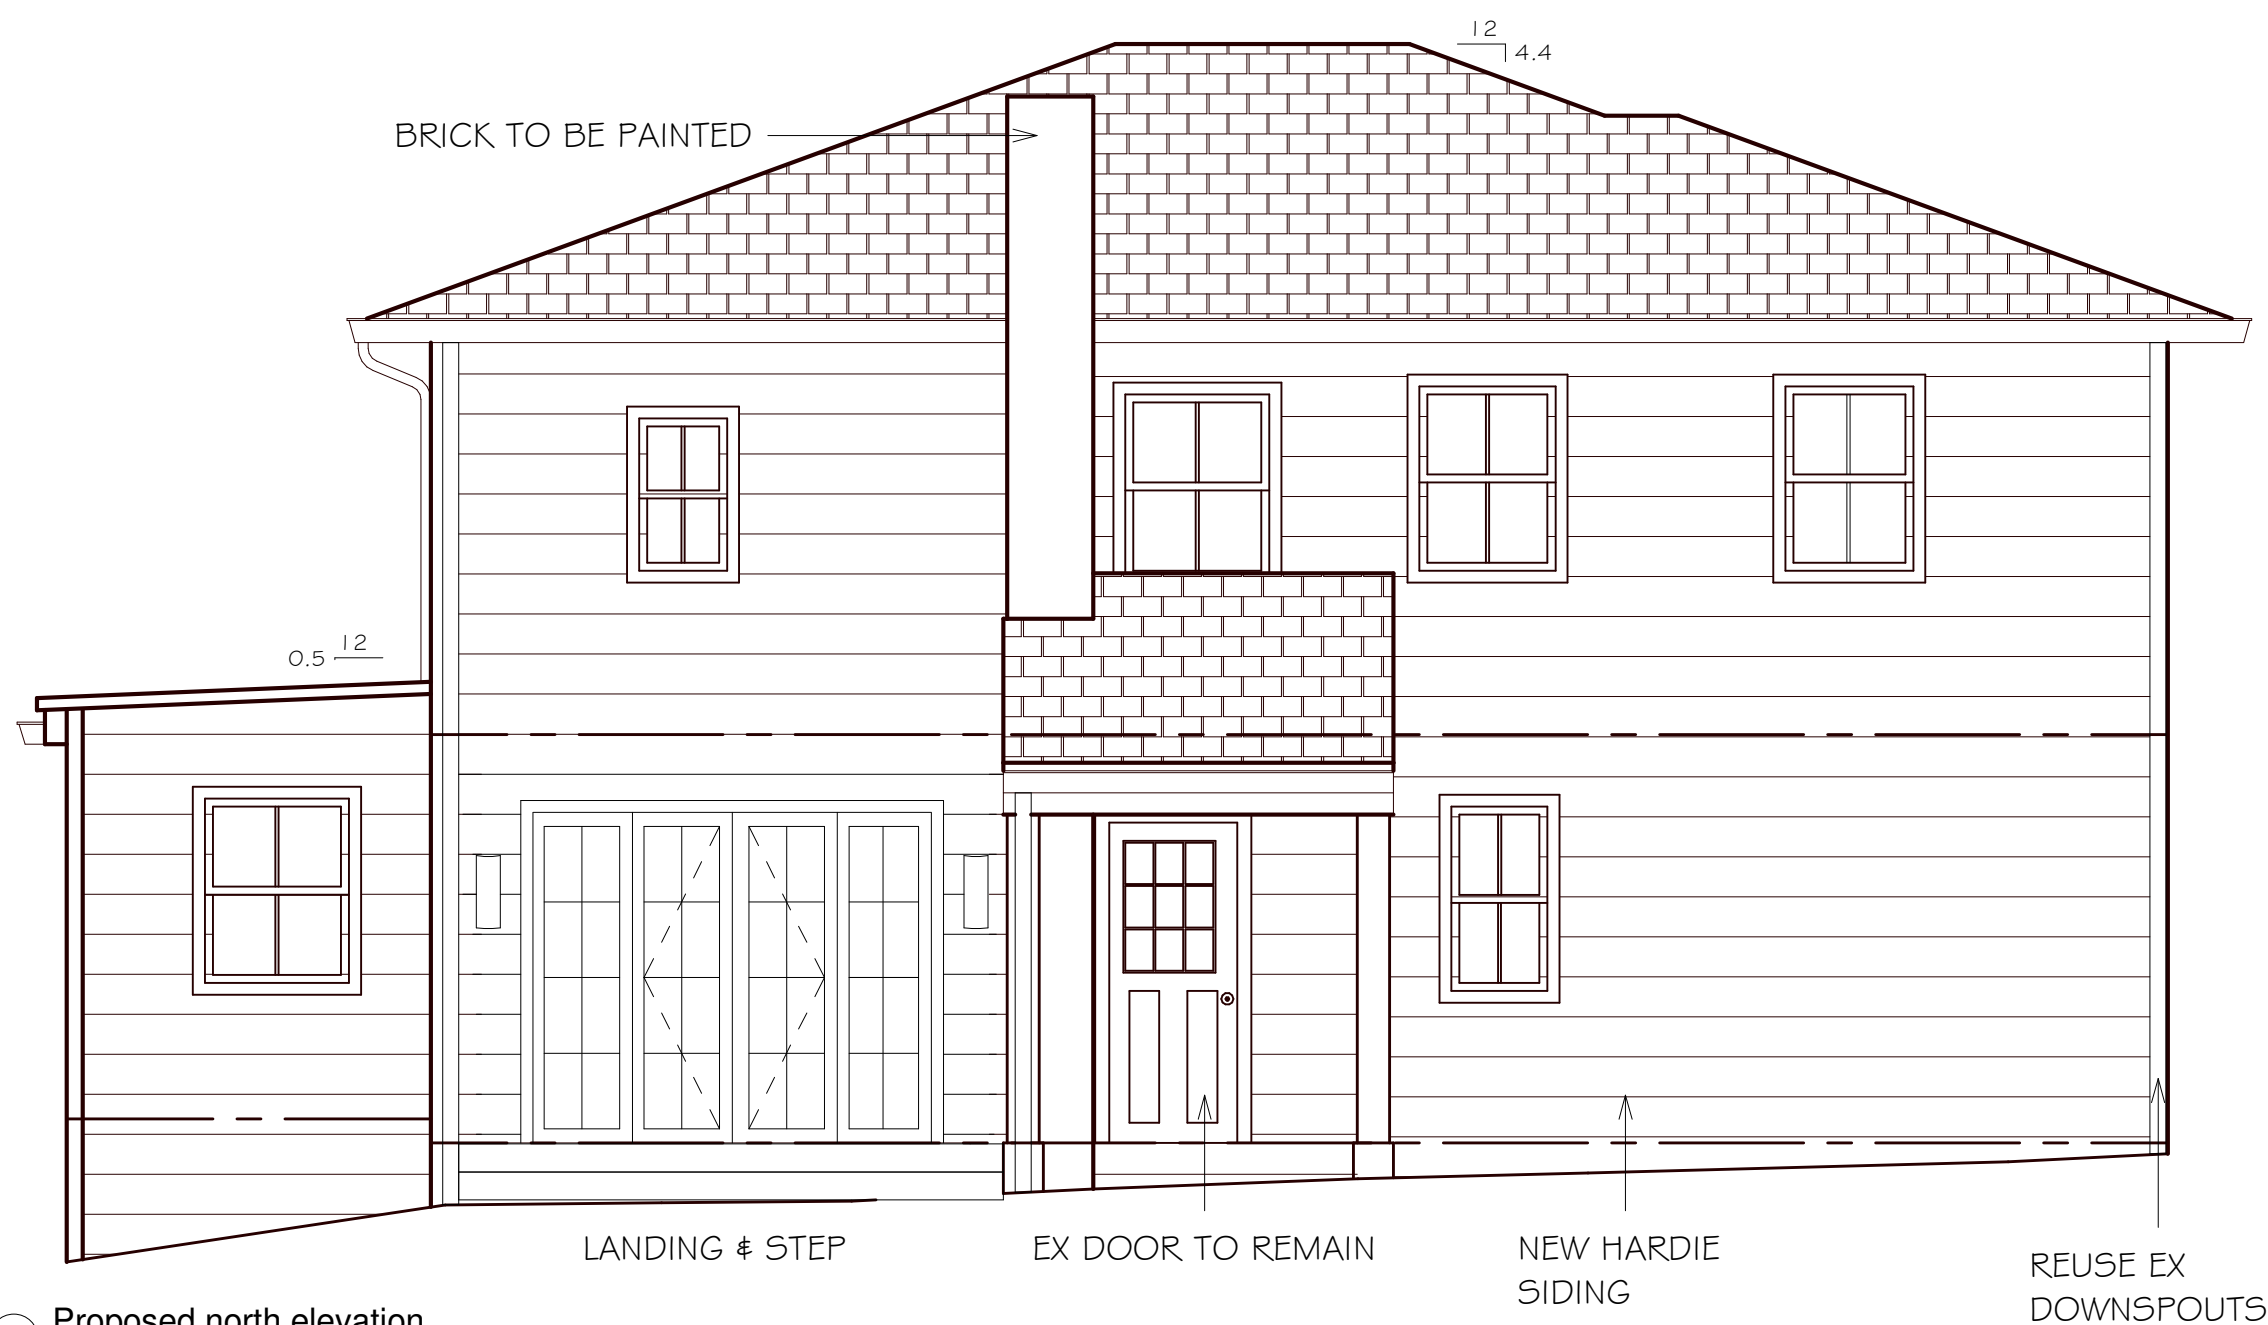 12
4.4
BRICK TO BE PAINTED
12
0.5
LANDING & STEP
EX DOOR TO REMAIN
NEW HARDIE
SIDING
REUSE EX
DOWNSPOUTS
Proposed north elevation